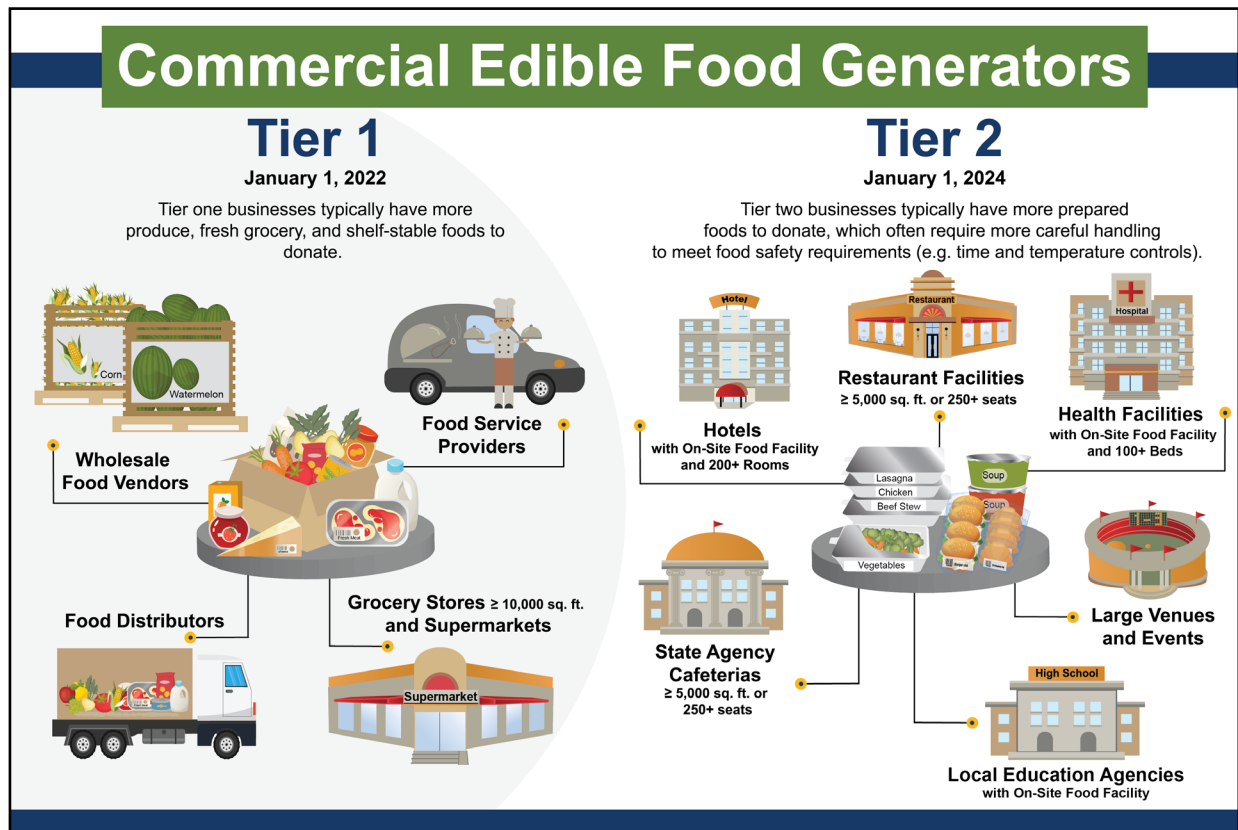 Commercial Edible Food Generators
Tier 1
January 1, 2022
Tier one businesses typically have more
produce, fresh grocery, and shelf-stable foods to
donate.
Corn
Watermelon
Wholesale
Food Vendors
Food Service
Providers
Fresh Meat
Food Distributors
Fresh Meat
Grocery Stores ≥ 10,000 sq. ft.
and Supermarkets
Supermarket
Tier 2
January 1, 2024
Tier two businesses typically have more prepared
foods to donate, which often require more careful handling
to meet food safety requirements (e.g. time and temperature controls).
Hotel
Hotels
with On-Site Food Facility
and 200+ Rooms
Restaurant
Restaurant Facilities
≥ 5,000 sq. ft. or 250+ seats
Hospital
Health Facilities
with On-Site Food Facility
and 100+ Beds
Lasagna
Chicken
Beef Stew
Vegetables
Soup
Soup
State Agency
Cafeterias
≥ 5,000 sq. ft. or
250+ seats
Large Venues
and Events
High School
Local Education Agencies
with On-Site Food Facility